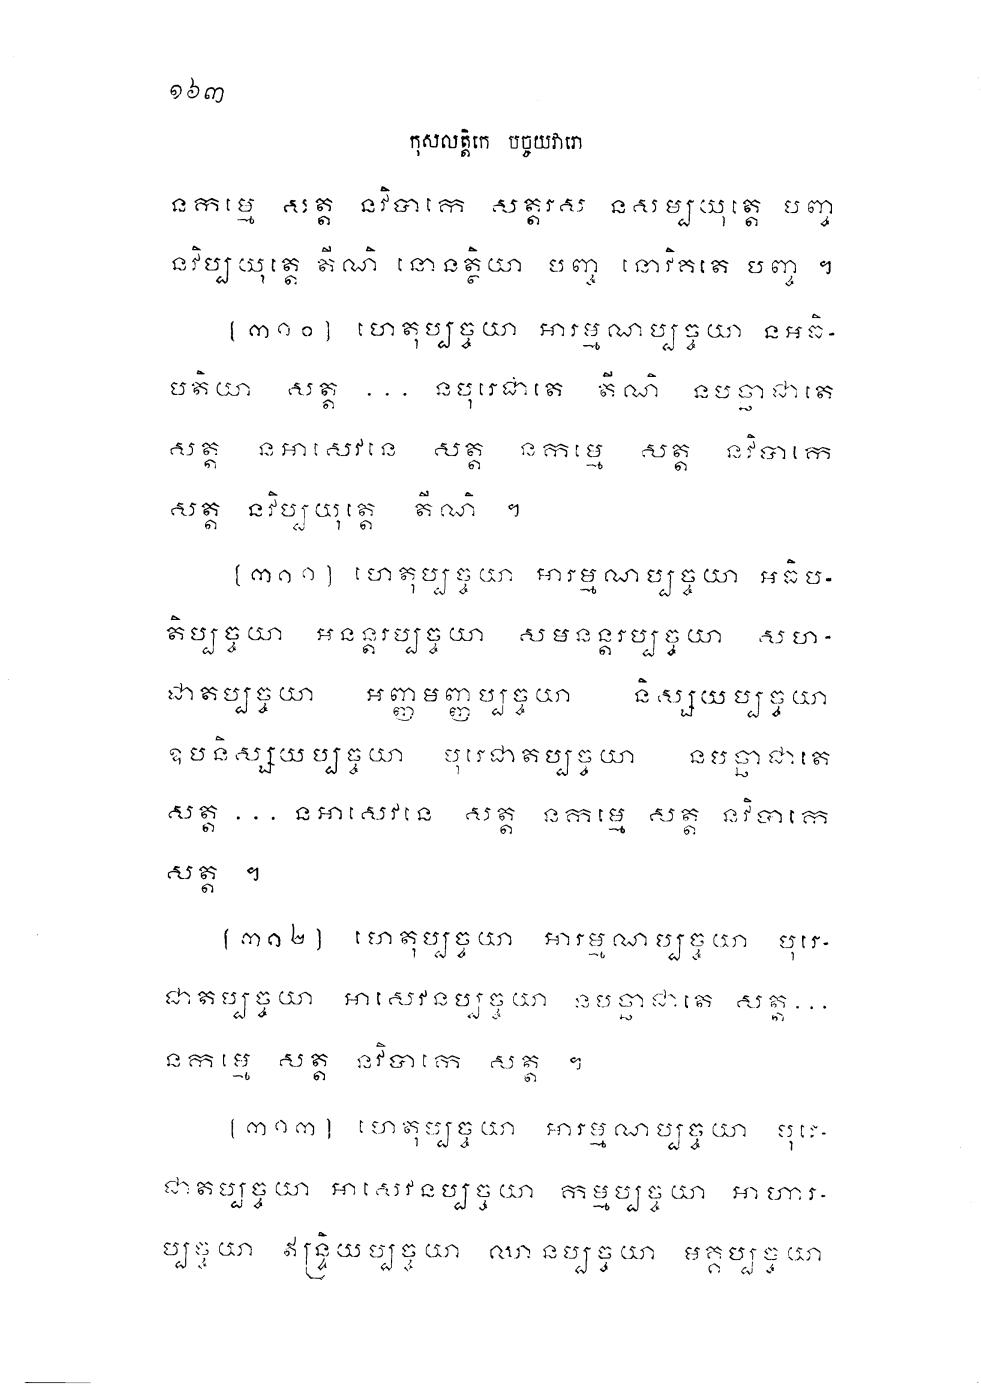 ១៦៣
កុសលត្តិកេ បច្ចយវារោ
នកម្មេ សត្ត នវិបាកេ សត្តរស នសម្បយុត្តេ បញ្ច
នវិប្បយុត្តេ តីណិ នោនត្ថិយា បញ្ច នោវិគតេ បញ្ច ។
[៣១០] ហេតុប្បច្ចយា អារម្មណប្បច្ចយា នអធិ-
បតិយា សត្ត ... នបុរេជាតេ តីណិ នបច្ឆាជាតេ
សត្ត នអាសេវនេ សត្ត នកម្មេ សត្ត នវិបាកេ
សត្ត នវិប្បយុត្តេ តីណិ ។
[៣១១] ហេតុប្បច្ចយា អារម្មណប្បច្ចយា អធិប-
តិប្បច្ចយា អនន្តរប្បច្ចយា សមនន្តរប្បច្ចយា សហ-
ជាតប្បច្ចយា អញ្ញមញ្ញប្បច្ចយា និស្សយប្បច្ចយា
ឧបនិស្សយប្បច្ចយា បុរេជាតប្បច្ចយា នបច្ឆាជាតេ
សត្ត ... នអាសេវនេ សត្ត នកម្មេ សត្ត នវិបាកេ
សត្ត ។
[៣១២] ហេតុប្បច្ចយា អារម្មណប្បច្ចយា បុរេ-
ជាតប្បច្ចយា អាសេវនប្បច្ចយា នបច្ឆាជាតេ សត្ត...
នកម្មេ សត្ត នវិបាកេ សត្ត ។
[៣១៣] ហេតុប្បច្ចយា អារម្មណប្បច្ចយា បុរេ-
ជាតប្បច្ចយា អាសេវនប្បច្ចយា កម្មប្បច្ចយា អាហារ-
ប្បច្ចយា ឥន្ទ្រិយប្បច្ចយា ឈានប្បច្ចយា មគ្គប្បច្ចយា